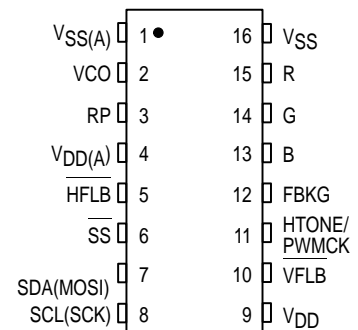 VSS(A) 1 16 VSS
VCO 2 15 R
RP 3 14 G
VDD(A) 4 13 B
HFLB 5 12 FBKG
SS 6 11 HTONE/
PWMCK
SDA(MOSI) 7 10 VFLB
SCL(SCK) 8 9 VDD